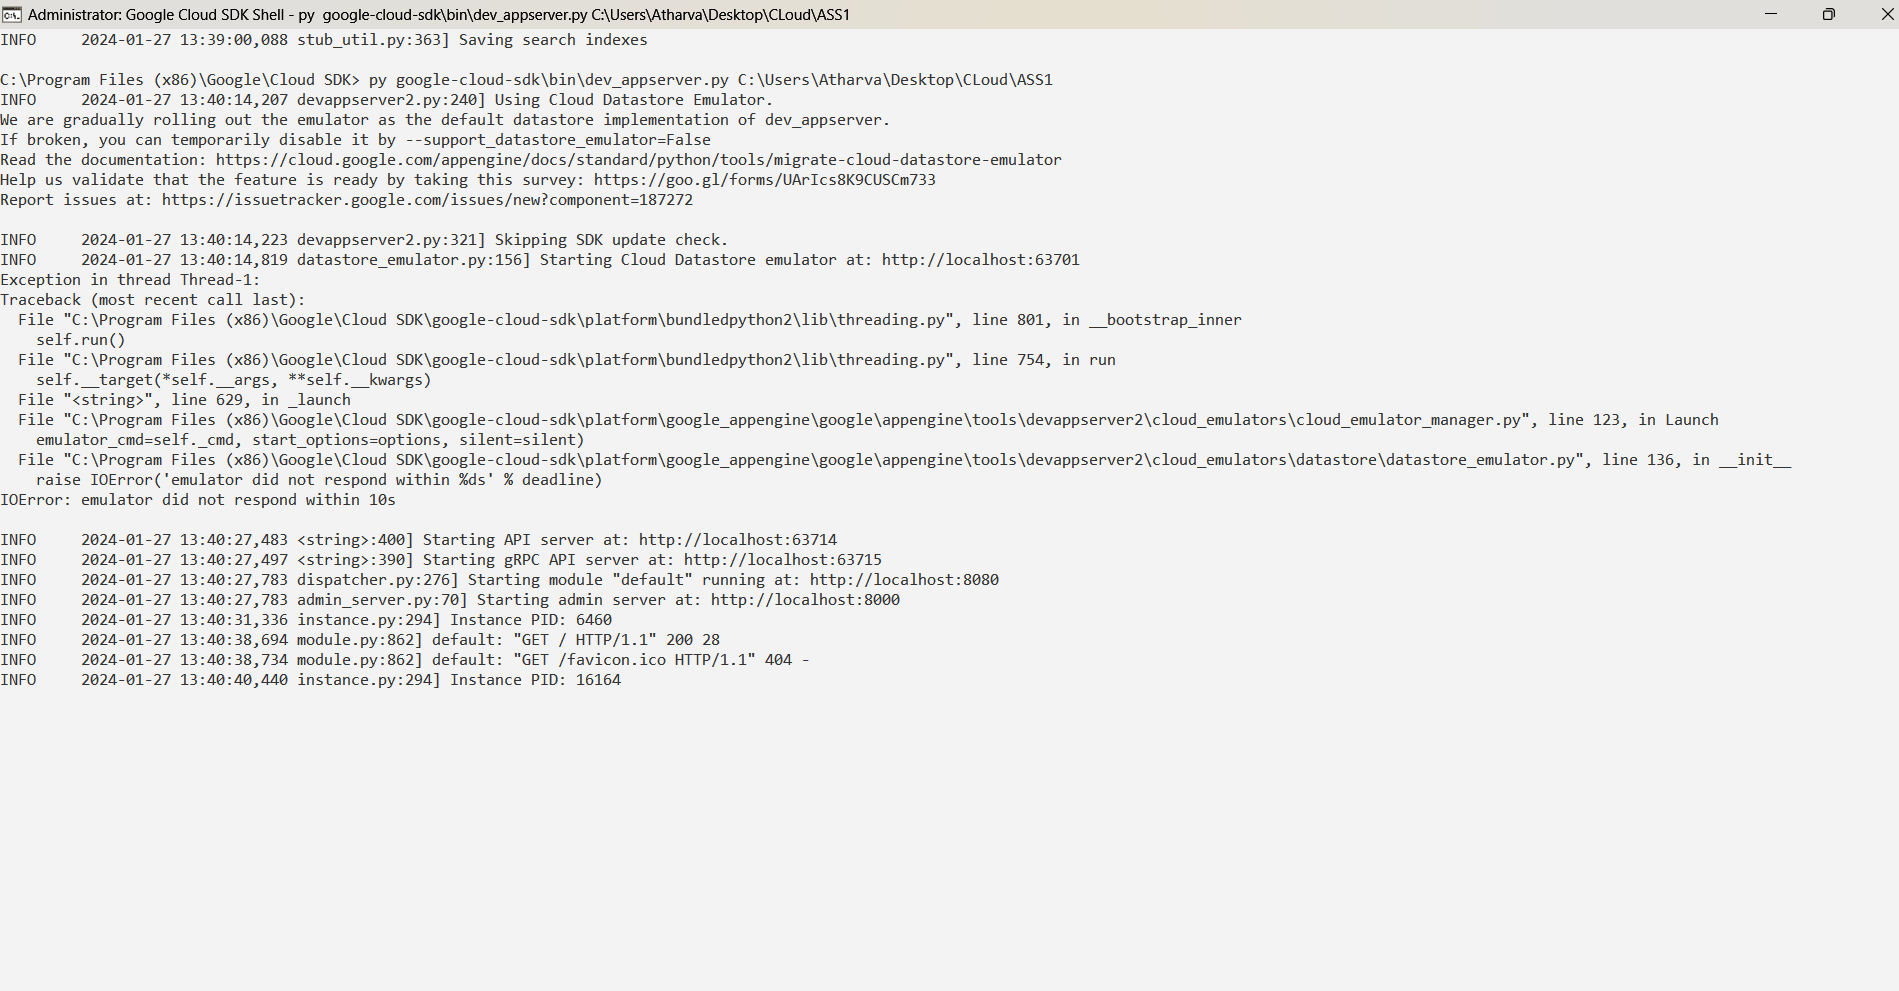 Administrator: Google Cloud SDK Shell - py  google-cloud-sdk\bin\dev_appserver.py C:\Users\Atharva\Desktop\CLoud\ASS1
INFO     2024-01-27 13:39:00,088 stub_util.py:363] Saving search indexes
C:\Program Files (x86)\Google\Cloud SDK> py google-cloud-sdk\bin\dev_appserver.py C:\Users\Atharva\Desktop\CLoud\ASS1
INFO     2024-01-27 13:40:14,207 devappserver2.py:240] Using Cloud Datastore Emulator.
We are gradually rolling out the emulator as the default datastore implementation of dev_appserver.
If broken, you can temporarily disable it by --support_datastore_emulator=False
Read the documentation: https://cloud.google.com/appengine/docs/standard/python/tools/migrate-cloud-datastore-emulator
Help us validate that the feature is ready by taking this survey: https://goo.gl/forms/UArIcs8K9CUSCm733
Report issues at: https://issuetracker.google.com/issues/new?component=187272
INFO     2024-01-27 13:40:14,223 devappserver2.py:321] Skipping SDK update check.
INFO     2024-01-27 13:40:14,819 datastore_emulator.py:156] Starting Cloud Datastore emulator at: http://localhost:63701
Exception in thread Thread-1:
Traceback (most recent call last):
  File "C:\Program Files (x86)\Google\Cloud SDK\google-cloud-sdk\platform\bundledpython2\lib\threading.py", line 801, in __bootstrap_inner
    self.run()
  File "C:\Program Files (x86)\Google\Cloud SDK\google-cloud-sdk\platform\bundledpython2\lib\threading.py", line 754, in run
    self.__target(*self.__args, **self.__kwargs)
  File "<string>", line 629, in _launch
  File "C:\Program Files (x86)\Google\Cloud SDK\google-cloud-sdk\platform\google_appengine\google\appengine\tools\devappserver2\cloud_emulators\cloud_emulator_manager.py", line 123, in Launch
    emulator_cmd=self._cmd, start_options=options, silent=silent)
  File "C:\Program Files (x86)\Google\Cloud SDK\google-cloud-sdk\platform\google_appengine\google\appengine\tools\devappserver2\cloud_emulators\datastore\datastore_emulator.py", line 136, in __init__
    raise IOError('emulator did not respond within %ds' % deadline)
IOError: emulator did not respond within 10s
INFO     2024-01-27 13:40:27,483 <string>:400] Starting API server at: http://localhost:63714
INFO     2024-01-27 13:40:27,497 <string>:390] Starting gRPC API server at: http://localhost:63715
INFO     2024-01-27 13:40:27,783 dispatcher.py:276] Starting module "default" running at: http://localhost:8080
INFO     2024-01-27 13:40:27,783 admin_server.py:70] Starting admin server at: http://localhost:8000
INFO     2024-01-27 13:40:31,336 instance.py:294] Instance PID: 6460
INFO     2024-01-27 13:40:38,694 module.py:862] default: "GET / HTTP/1.1" 200 28
INFO     2024-01-27 13:40:38,734 module.py:862] default: "GET /favicon.ico HTTP/1.1" 404 -
INFO     2024-01-27 13:40:40,440 instance.py:294] Instance PID: 16164